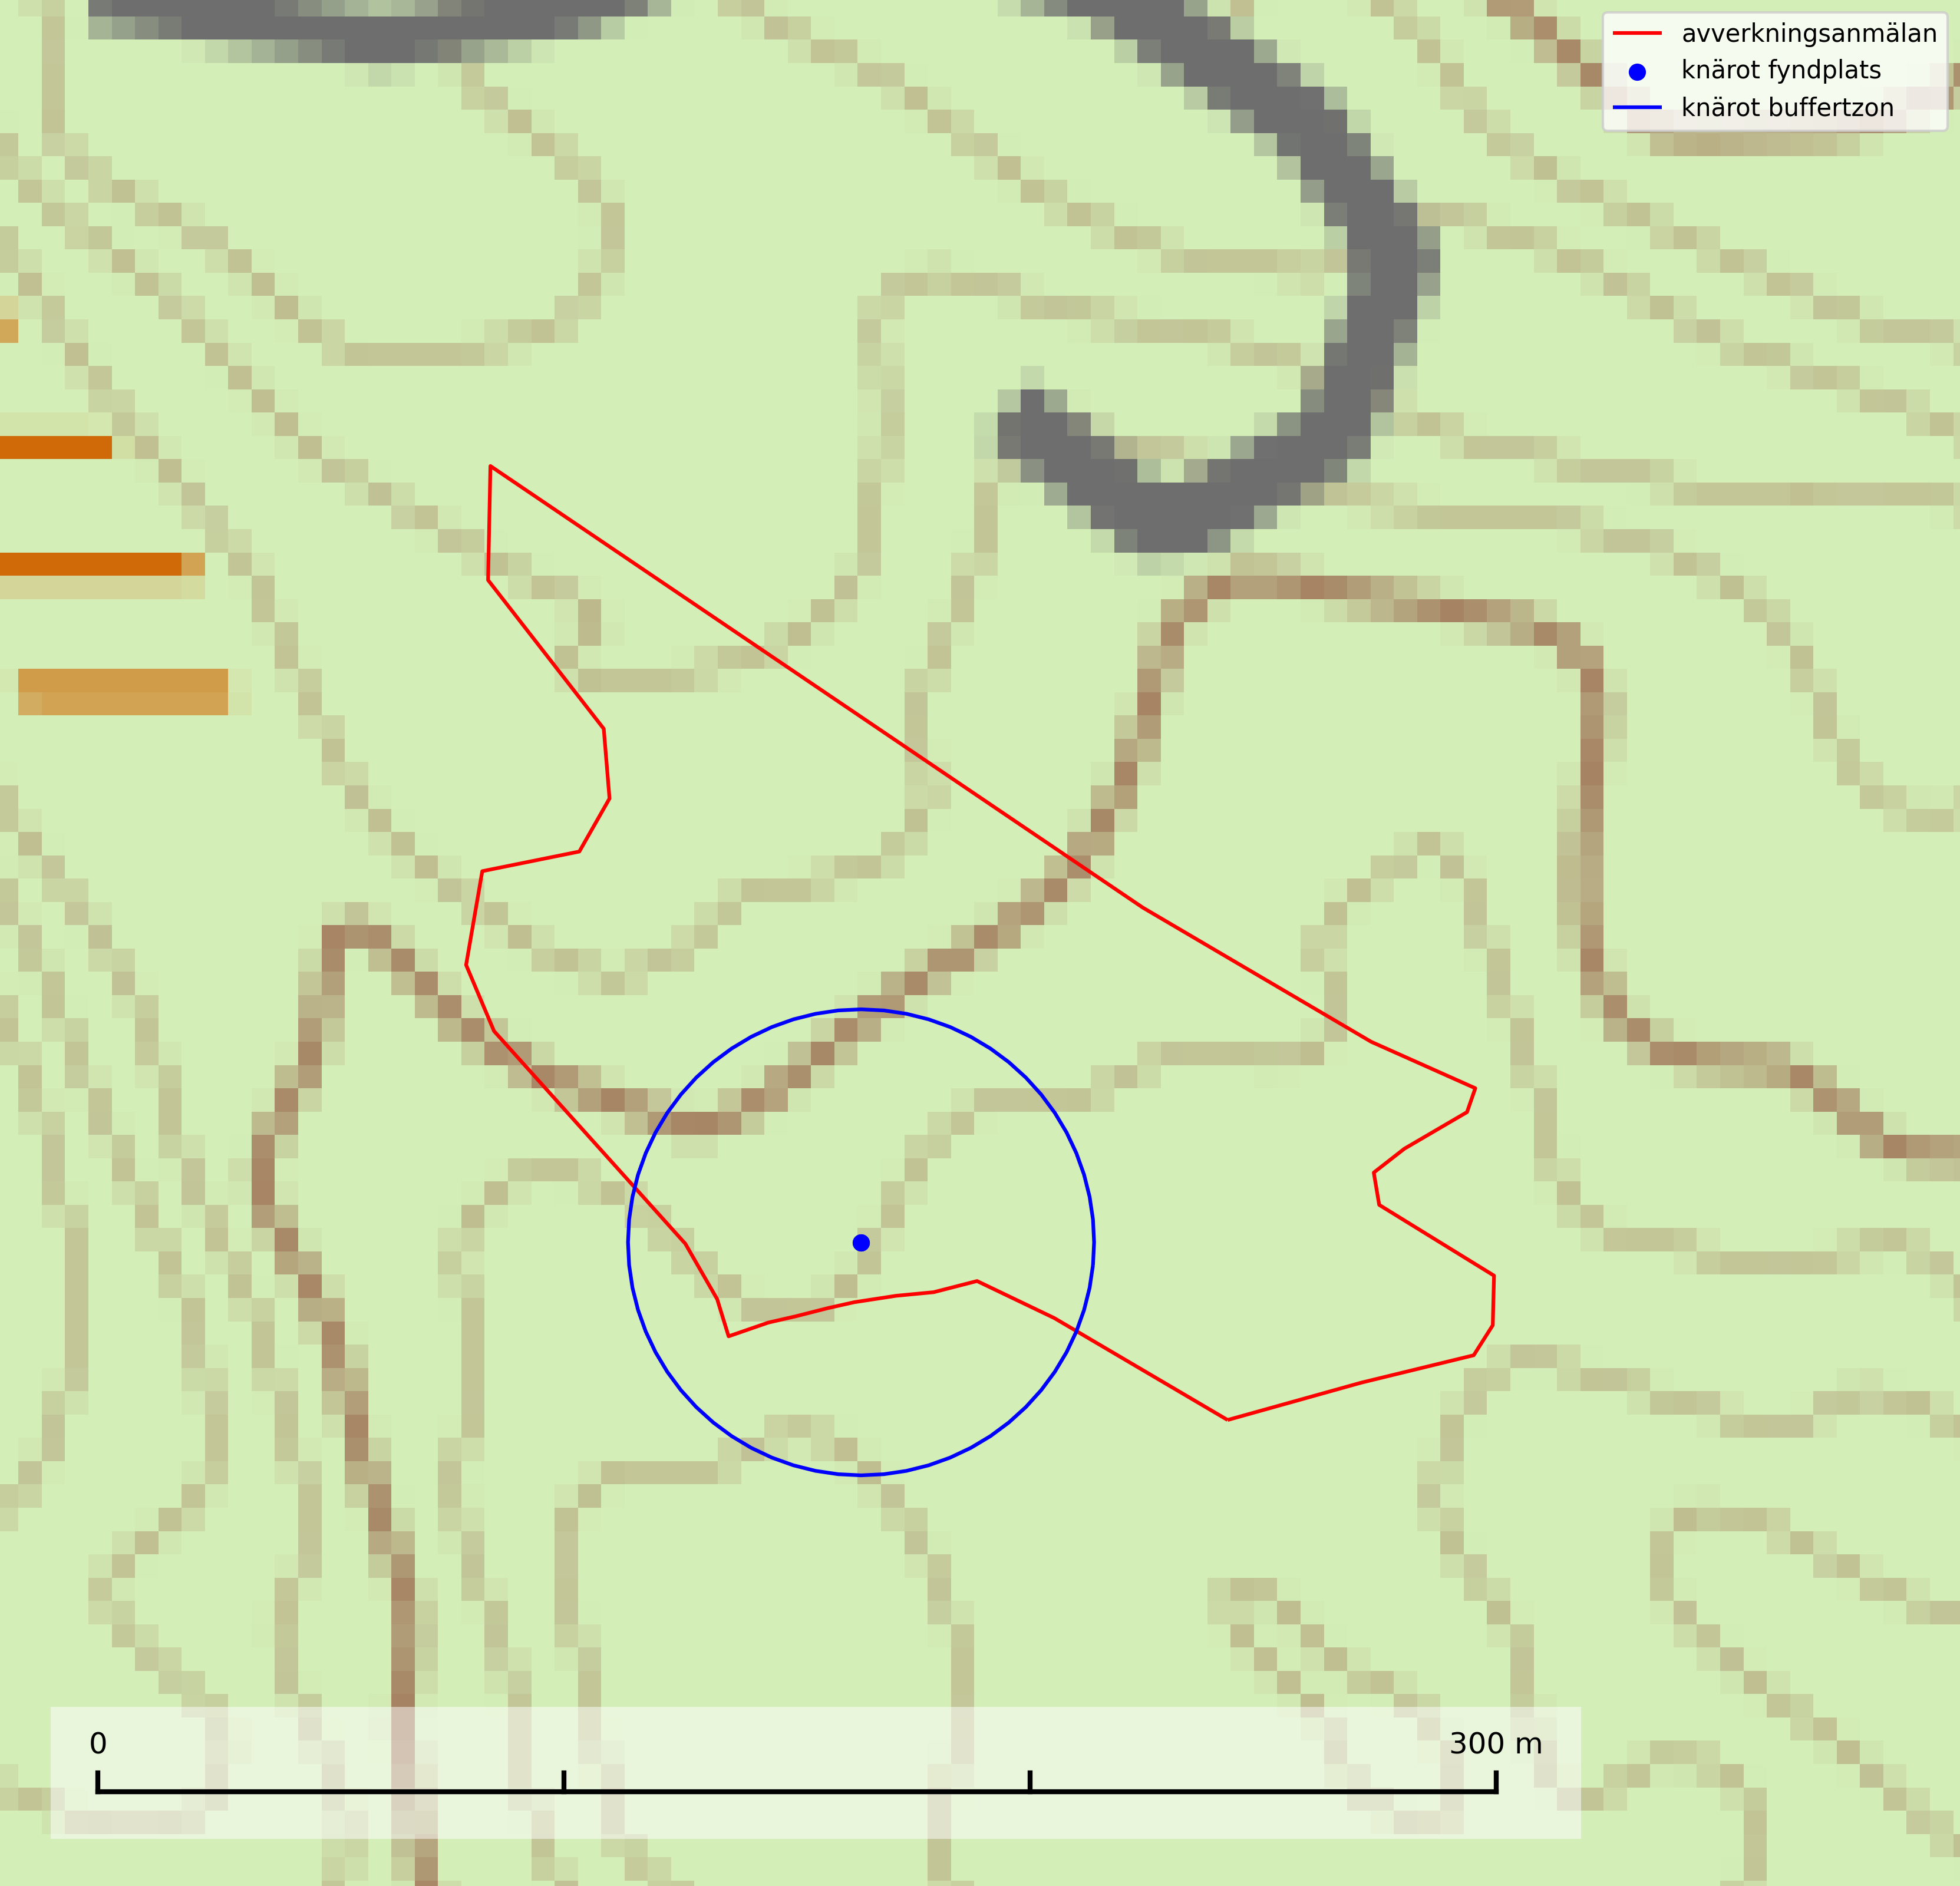 avverkningsanmälan
knärot fyndplats
knärot buffertzon
0
300 m